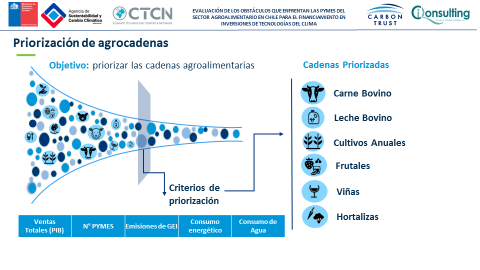 Agencia de
Sustentabilidad
y Cambio Climático
CTCN
EVALUACIÓN DE LOS OBSTÁCULOS QUE ENFRENTAN LAS PYMES DEL
SECTOR AGROALIMENTARIO EN CHILE PARA EL FINANCIAMIENTO EN
INVERSIONES DE TECNOLOGÍAS DEL CLIMA
CARBON
TRUST
iConsulting
Priorización de agrocadenas
Objetivo: priorizar las cadenas agroalimentarias
Cadenas Priorizadas
Carne Bovino
Leche Bovino
Cultivos Anuales
Frutales
Viñas
Hortalizas
Criterios de
priorización
Ventas
Totales (PIB)
N° PYMES
Emisiones de GEI
Consumo
energético
Consumo de
Agua